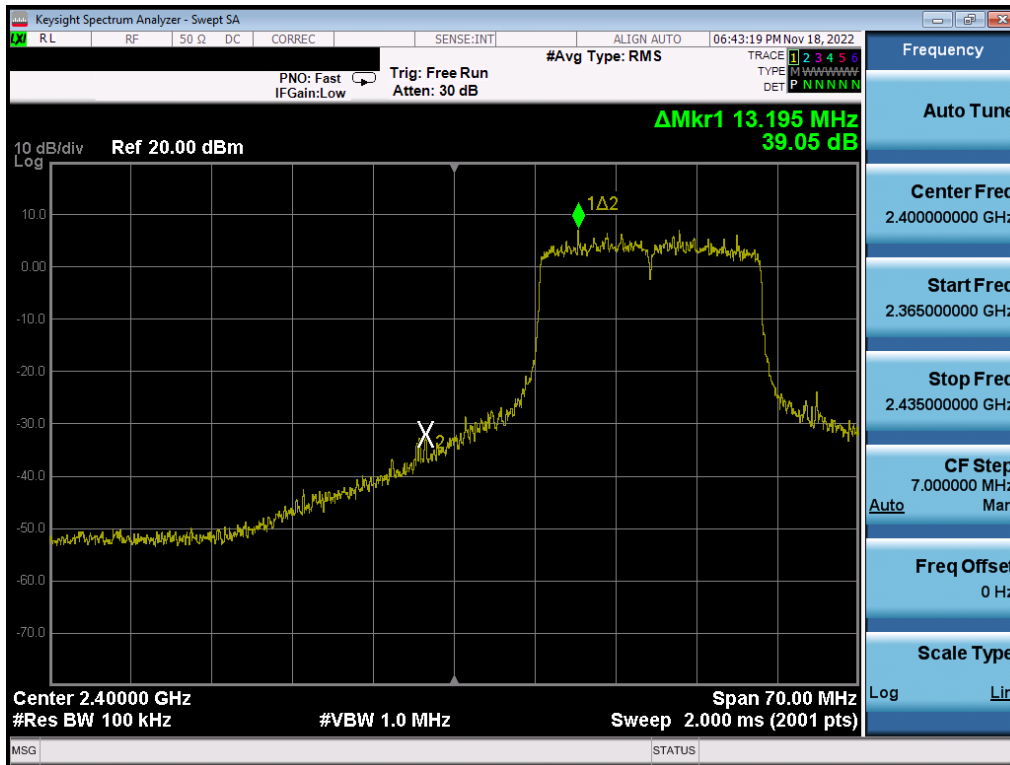 Keysight Spectrum Analyzer - Swept SA
LXI RL RF 50 Ω DC CORREC SENSE:INT ALIGN AUTO 06:43:19 PM Nov 18, 2022
#Avg Type: RMS
TRACE 1 2 3 4 5 6
PNO: Fast Trig: Free Run TYPE M WWWWW
IFGain:Low Atten: 30 dB DET P N N N N N
ΔMkr1 13.195 MHz
39.05 dB
10 dB/div Ref 20.00 dBm
Log
1Δ2
10.0
0.00
-10.0
-20.0
-30.0
X2
-40.0
-50.0
-60.0
-70.0
Center 2.40000 GHz Span 70.00 MHz
#Res BW 100 kHz #VBW 1.0 MHz Sweep 2.000 ms (2001 pts)
MSG STATUS
Frequency
Auto Tune
Center Freq
2.400000000 GHz
Start Freq
2.365000000 GHz
Stop Freq
2.435000000 GHz
CF Step
7.000000 MHz
Auto Man
Freq Offset
0 Hz
Scale Type
Log Lin